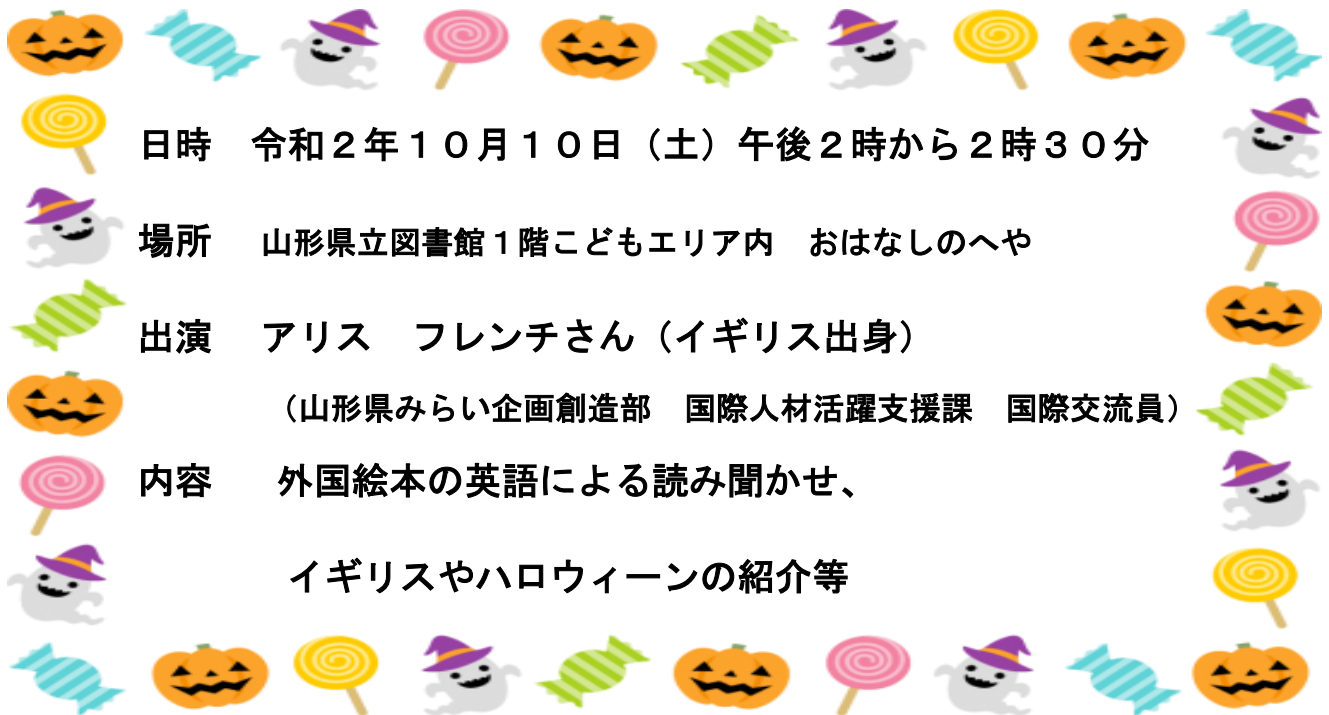 日時　令和２年１０月１０日（土）午後２時から２時３０分
場所　山形県立図書館１階こどもエリア内　おはなしのへや
出演　アリス　フレンチさん（イギリス出身）
（山形県みらい企画創造部　国際人材活躍支援課　国際交流員）
内容　外国絵本の英語による読み聞かせ、
イギリスやハロウィーンの紹介等